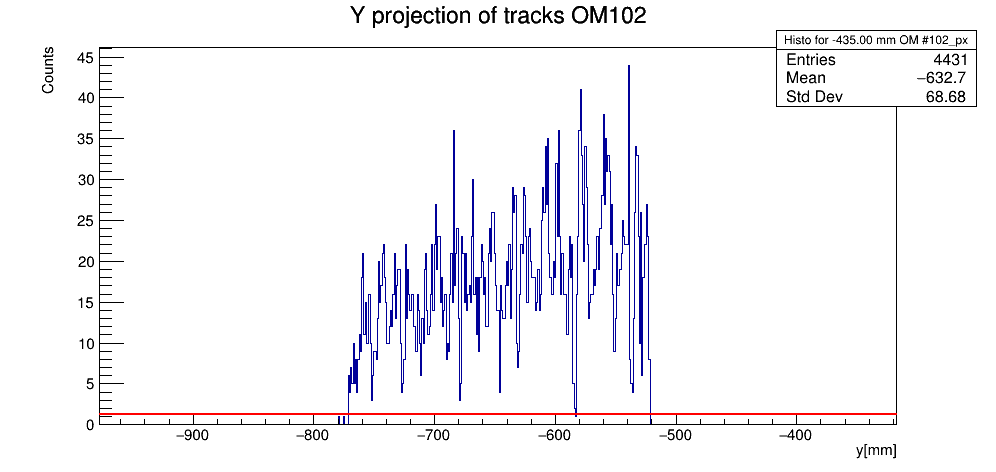 Y projection of tracks OM102
Histo for -435.00 mm OM #102_px
Entries 4431
Mean −632.7
Std Dev 68.68
Counts
45
40
35
30
25
20
15
10
5
0
−900 −800 −700 −600 −500 −400
y[mm]